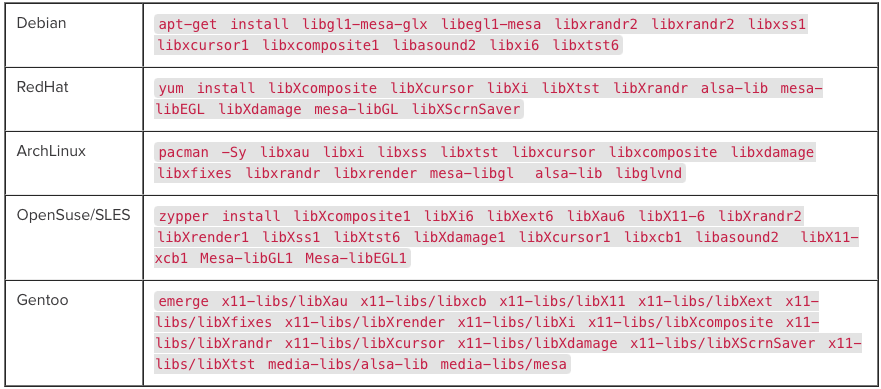 Debian
apt-get install libgl1-mesa-glx libegl1-mesa libxrandr2 libxrandr2 libxss1
libxcursor1 libxcomposite1 libasound2 libxi6 libxtst6
RedHat
yum install libXcomposite libXcursor libXi libXtst libXrandr alsa-lib mesa-
libEGL libXdamage mesa-libGL libXScrnSaver
ArchLinux
pacman -Sy libxau libxi libxss libxtst libxcursor libxcomposite libxdamage
libxfixes libxrandr libxrender mesa-libgl alsa-lib libglvnd
OpenSuse/SLES
zypper install libXcomposite1 libXi6 libXext6 libXau6 libX11-6 libXrandr2
libXrender1 libXss1 libXtst6 libXdamage1 libXcursor1 libxcb1 libasound2 libX11-
xcb1 Mesa-libGL1 Mesa-libEGL1
Gentoo
emerge x11-libs/libXau x11-libs/libxcb x11-libs/libX11 x11-libs/libXext x11-
libs/libXfixes x11-libs/libXrender x11-libs/libXi x11-libs/libXcomposite x11-
libs/libXrandr x11-libs/libXcursor x11-libs/libXdamage x11-libs/libXScrnSaver x11-
libs/libXtst media-libs/alsa-lib media-libs/mesa